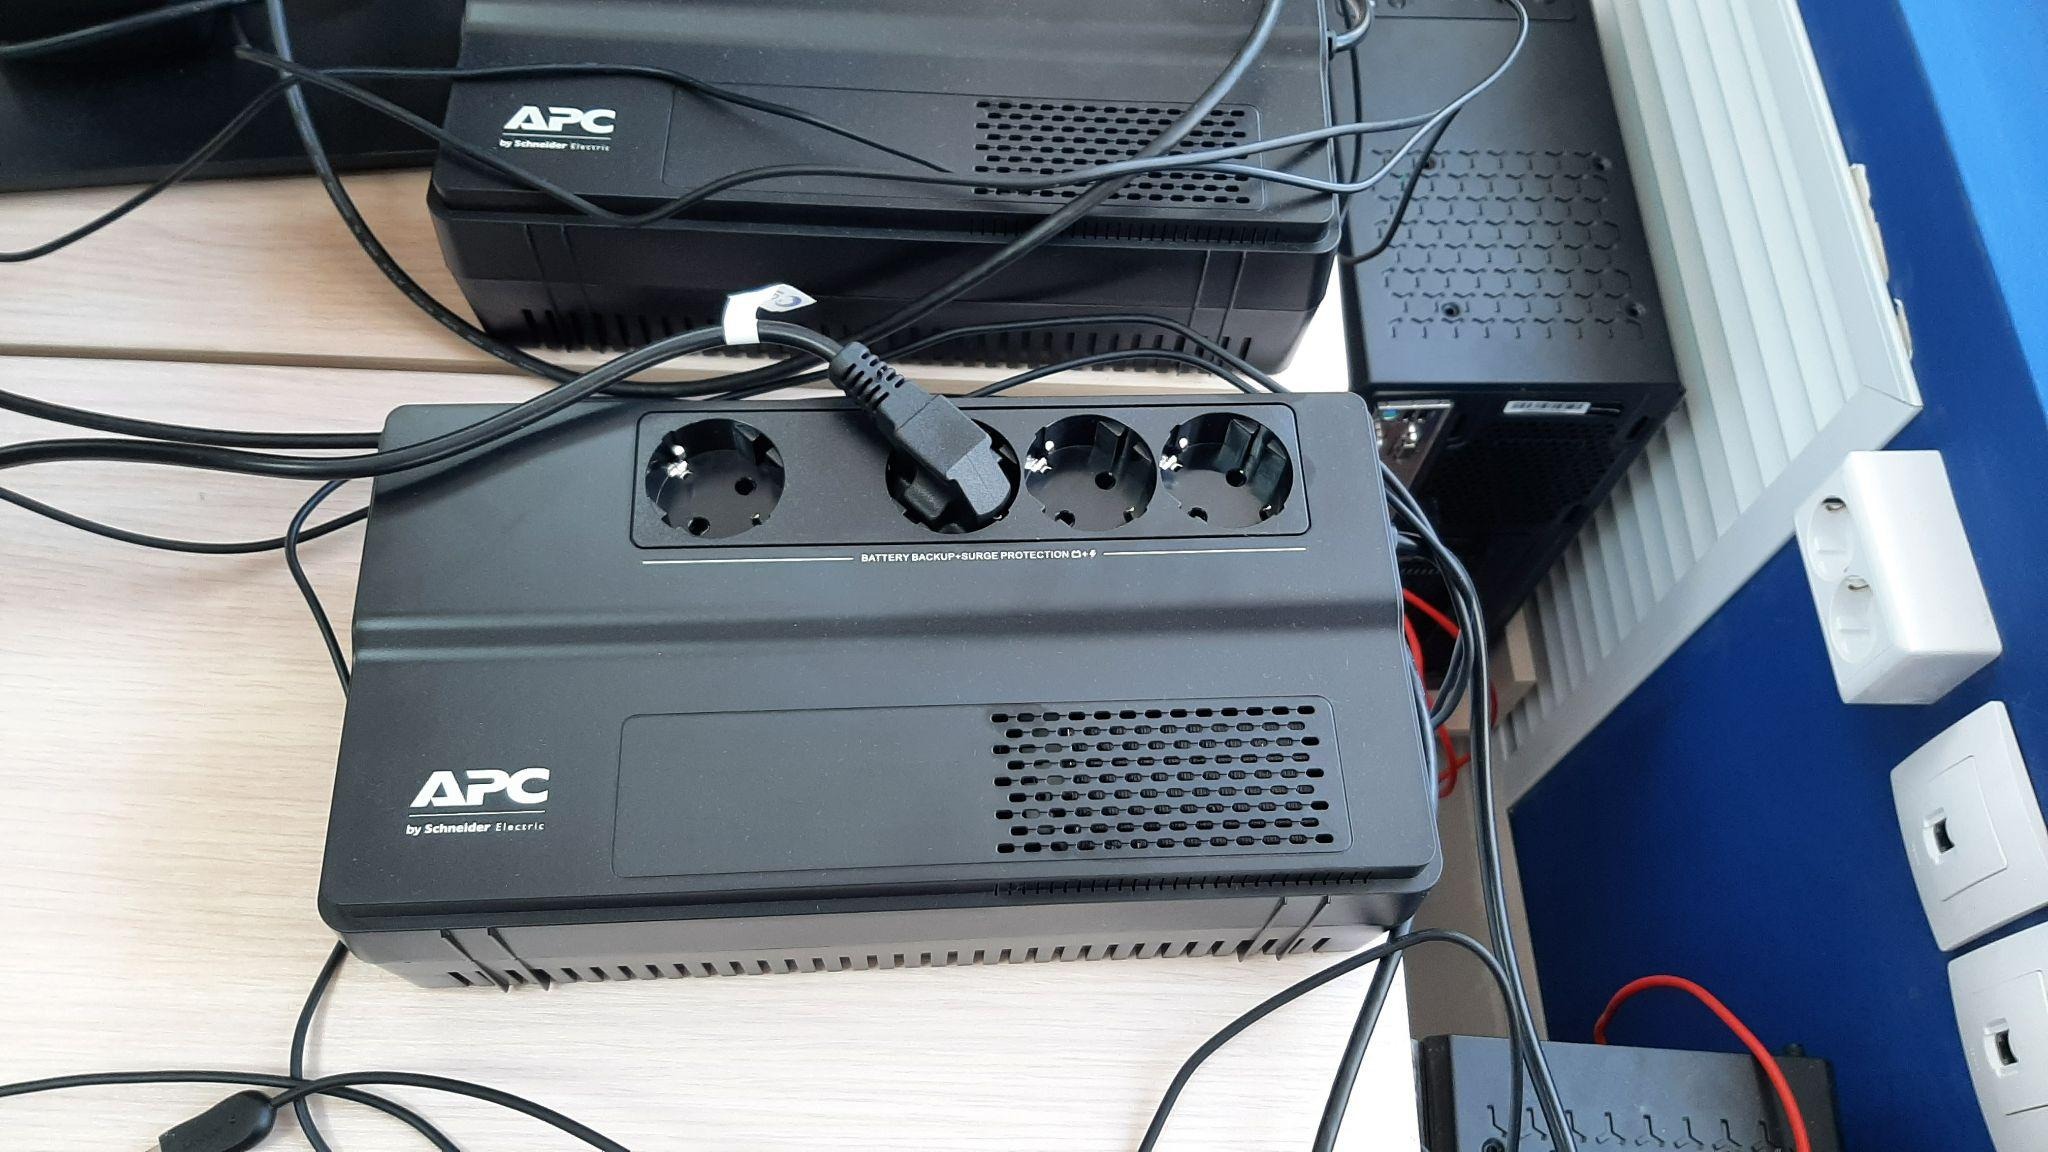 APC
by Schneider Electric
BATTERY BACKUP+SURGE PROTECTION
APC
by Schneider Electric